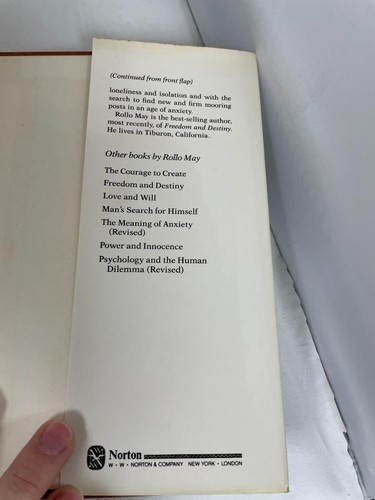 (Continued from front flap)
loneliness and isolation and with the
search to find new and firm mooring
posts in an age of anxiety.
Rollo May is the best-selling author,
most recently, of Freedom and Destiny.
He lives in Tiburon, California.
Other books by Rollo May
The Courage to Create
Freedom and Destiny
Love and Will
Man's Search for Himself
The Meaning of Anxiety
(Revised)
Power and Innocence
Psychology and the Human
Dilemma (Revised)
Norton
W • W • NORTON & COMPANY NEW YORK • LONDON